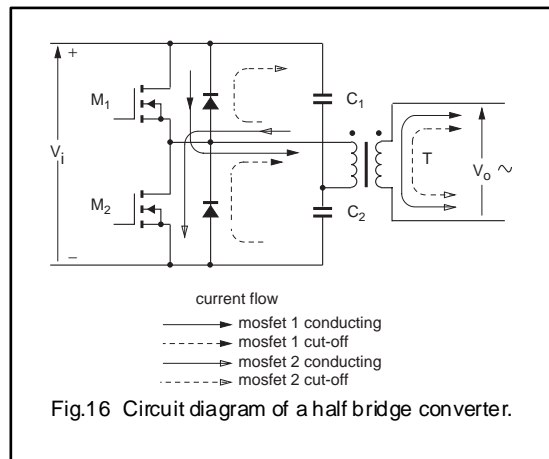 +
M1
C1
Vi
T
Vo ~
M2
C2
–
current flow
mosfet 1 conducting
mosfet 1 cut-off
mosfet 2 conducting
mosfet 2 cut-off
Fig.16 Circuit diagram of a half bridge converter.